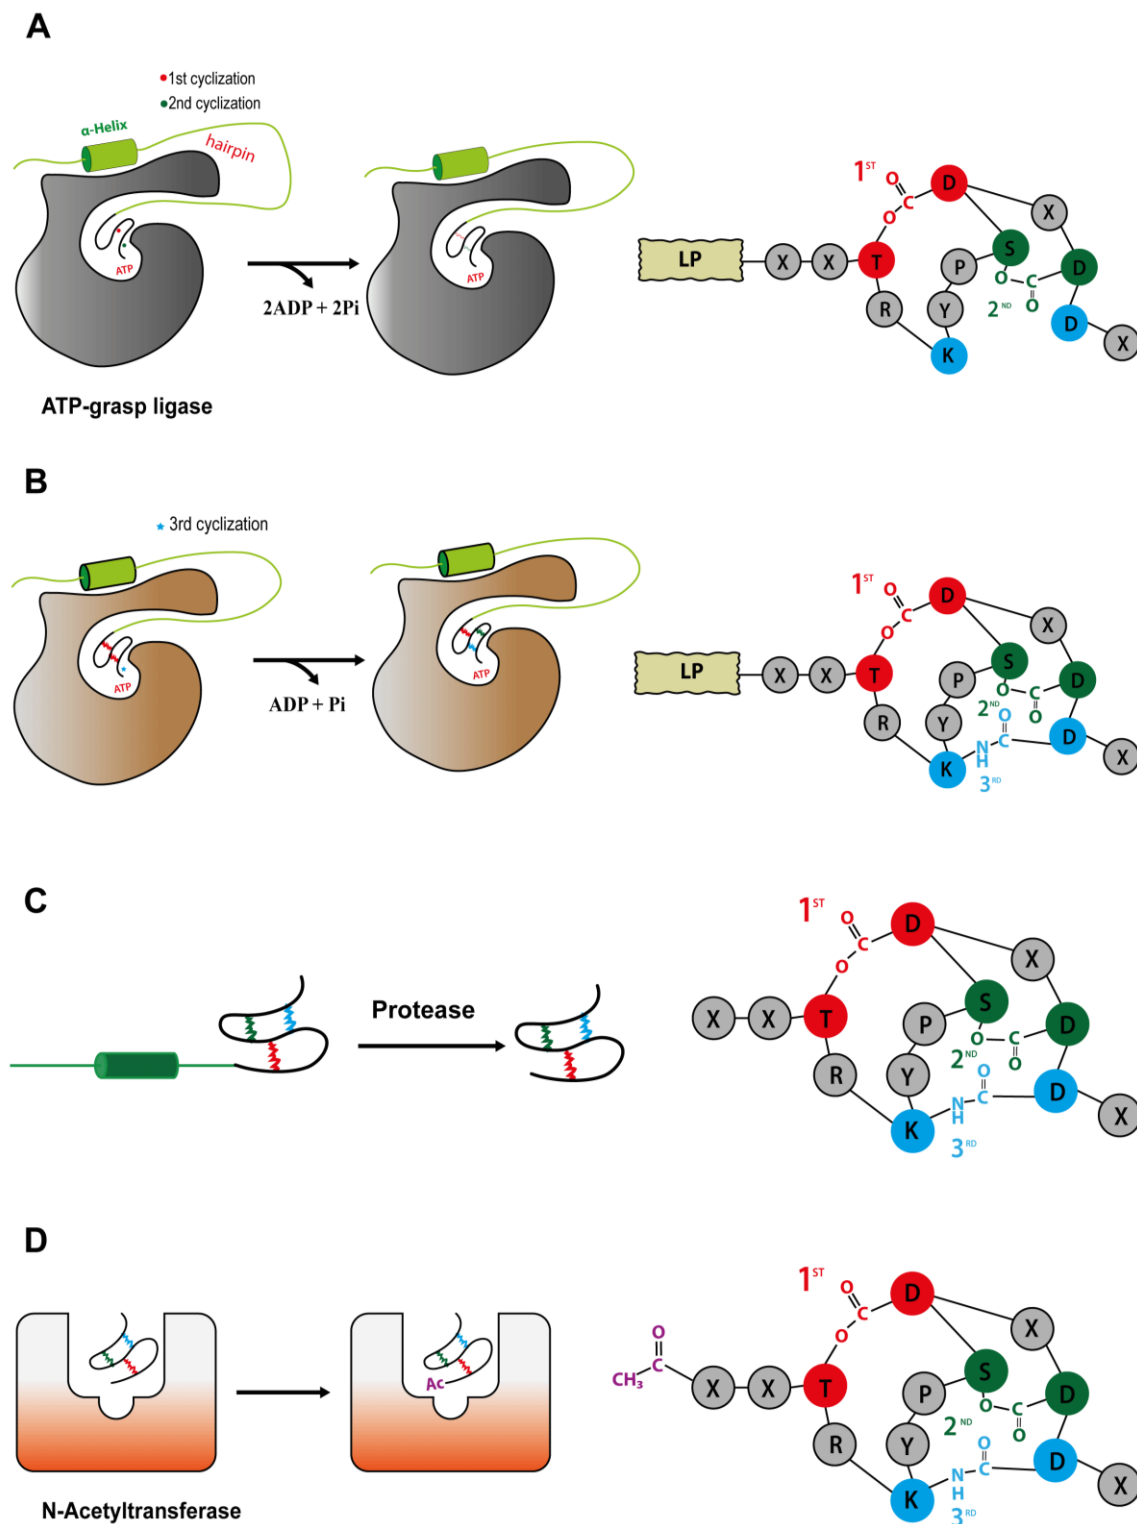 A
1st cyclization
2nd cyclization
α-Helix
hairpin
ATP
2ADP + 2Pi
ATP
ATP-grasp ligase
1ST
O
C
O
D
X
LP
X
X
T
P
S
D
O
C
O
2ND
R
Y
D
K
X
B
3rd cyclization
ATP
ADP + Pi
ATP
1ST
O
C
O
D
X
LP
X
X
T
P
S
D
O
C
O
2ND
R
Y
O
D
N
H
C
K
X
3RD
C
Protease
1ST
O
C
O
D
X
X
X
T
P
S
D
O
C
O
2ND
R
Y
O
D
N
H
C
K
X
3RD
D
Ac
N-Acetyltransferase
1ST
O
C
O
D
X
O
C
CH3
X
X
T
P
S
D
O
C
O
2ND
R
Y
O
D
N
H
C
K
X
3RD